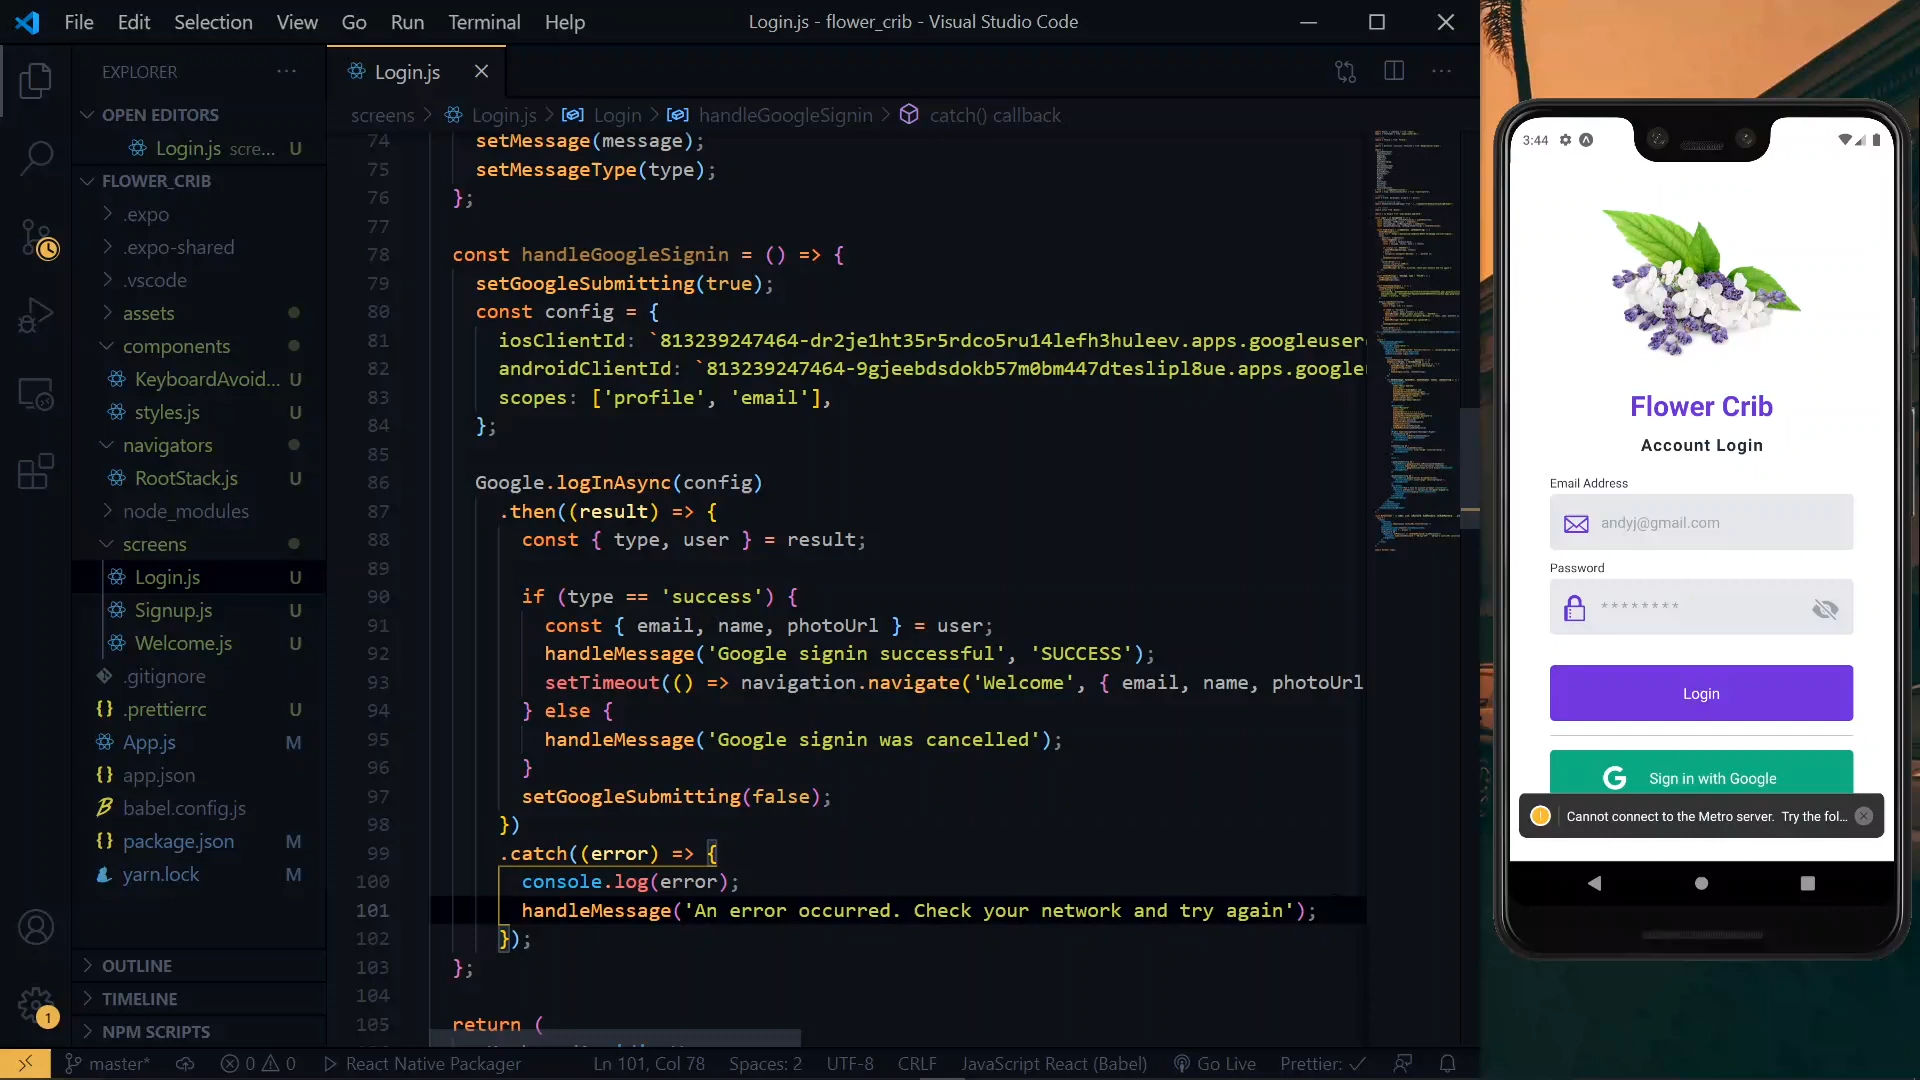 File Edit Selection View Go Run Terminal Help
Login.js - flower_crib - Visual Studio Code
EXPLORER
OPEN EDITORS
Login.js scre... U
FLOWER_CRIB
.expo
.expo-shared
.vscode
assets
components
KeyboardAvoid... U
styles.js U
navigators
RootStack.js U
node_modules
screens
Login.js U
Signup.js U
Welcome.js U
.gitignore
.prettierrc U
App.js M
app.json
babel.config.js
package.json M
yarn.lock M
OUTLINE
TIMELINE
NPM SCRIPTS
1
Login.js
screens > Login.js > Login > handleGoogleSignin > catch() callback
74 setMessage(message);
75 setMessageType(type);
76 };
77
78 const handleGoogleSignin = () => {
79 setGoogleSubmitting(true);
80 const config = {
81 iosClientId: `813239247464-dr2je1ht35r5rdco5ru14lefh3huleev.apps.googleuser
82 androidClientId: `813239247464-9gjeebdsdokb57m0bm447dteslipl8ue.apps.google
83 scopes: ['profile', 'email'],
84 };
85
86 Google.logInAsync(config)
87 .then((result) => {
88 const { type, user } = result;
89
90 if (type == 'success') {
91 const { email, name, photoUrl } = user;
92 handleMessage('Google signin successful', 'SUCCESS');
93 setTimeout(() => navigation.navigate('Welcome', { email, name, photoUrl
94 } else {
95 handleMessage('Google signin was cancelled');
96 }
97 setGoogleSubmitting(false);
98 })
99 .catch((error) => {
100 console.log(error);
101 handleMessage('An error occurred. Check your network and try again');
102 });
103 };
104
105 return (
master* 0 0 React Native Packager Ln 101, Col 78 Spaces: 2 UTF-8 CRLF JavaScript React (Babel) Go Live Prettier: ✓
3:44
Flower Crib
Account Login
Email Address
andyj@gmail.com
Password
* * * * * * * *
Login
G Sign in with Google
Cannot connect to the Metro server. Try the fol...